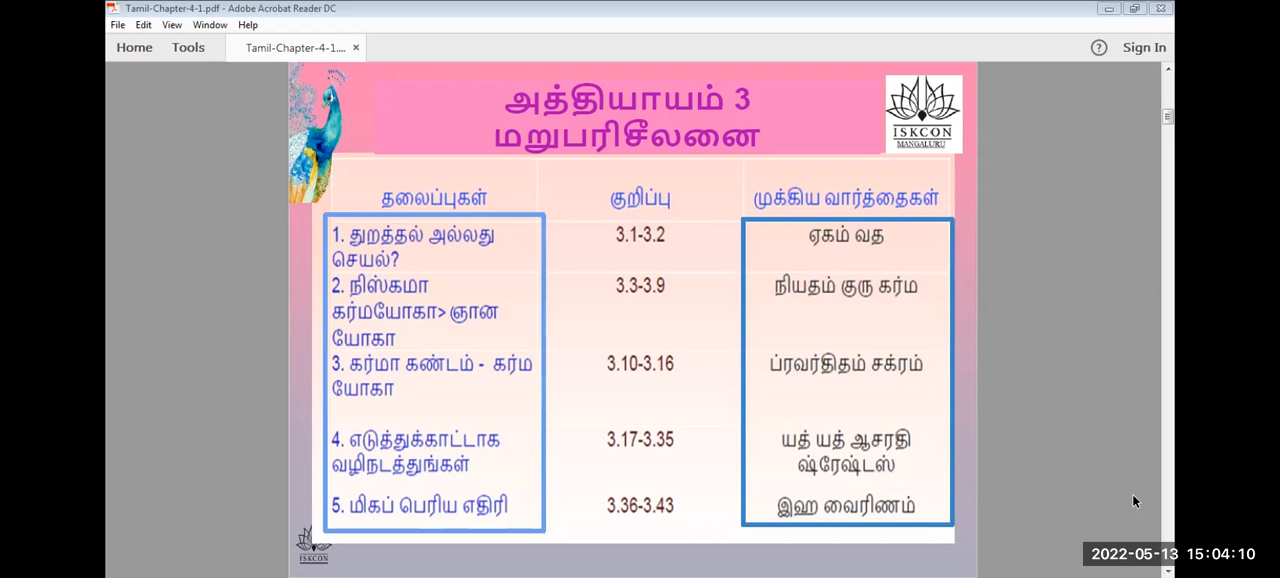 Tamil-Chapter-4-1.pdf - Adobe Acrobat Reader DC
File Edit View Window Help
Home Tools Tamil-Chapter-4-1.... × ? Sign In
அத்தியாயம் 3
மறுபரிசீலனை
ISKCON
MANGALURU
தலைப்புகள் குறிப்பு முக்கிய வார்த்தைகள்
1. துறத்தல் அல்லது 3.1-3.2 ஏகம் வத
செயல்?
2. நிஸ்கமா 3.3-3.9 நியதம் குரு கர்ம
கர்மயோகா> ஞான
யோகா
3. கர்மா கண்டம் - கர்ம 3.10-3.16 ப்ரவர்திதம் சக்ரம்
யோகா
4. எடுத்துக்காட்டாக 3.17-3.35 யத் யத் ஆசரதி
வழிநடத்துங்கள் ஷ்ரேஷ்டஸ்
5. மிகப் பெரிய எதிரி 3.36-3.43 இஹ வைரிணம்
ISKCON
2022-05-13 15:04:10